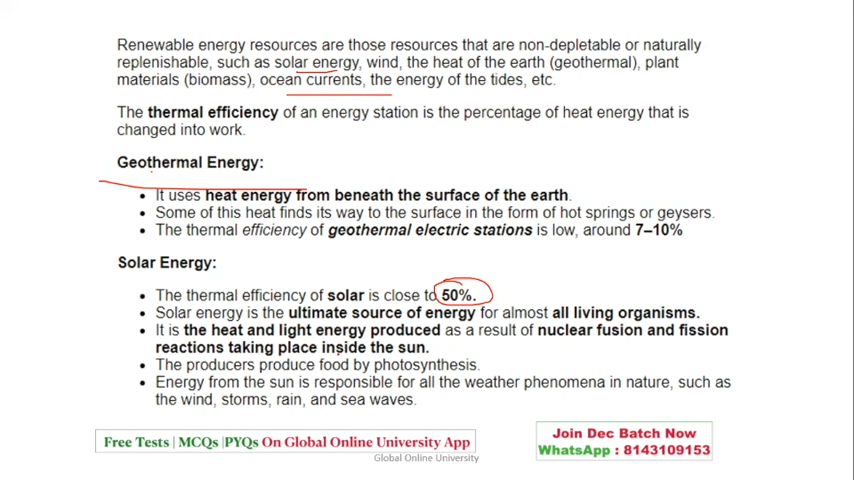 Renewable energy resources are those resources that are non-depletable or naturally
replenishable, such as solar energy, wind, the heat of the earth (geothermal), plant
materials (biomass), ocean currents, the energy of the tides, etc.
The thermal efficiency of an energy station is the percentage of heat energy that is
changed into work.
Geothermal Energy:
• It uses heat energy from beneath the surface of the earth.
• Some of this heat finds its way to the surface in the form of hot springs or geysers.
• The thermal efficiency of geothermal electric stations is low, around 7–10%
Solar Energy:
• The thermal efficiency of solar is close to 50%.
• Solar energy is the ultimate source of energy for almost all living organisms.
• It is the heat and light energy produced as a result of nuclear fusion and fission
reactions taking place inside the sun.
• The producers produce food by photosynthesis.
• Energy from the sun is responsible for all the weather phenomena in nature, such as
the wind, storms, rain, and sea waves.
Free Tests | MCQs |PYQs On Global Online University App
Global Online University
Join Dec Batch Now
WhatsApp : 8143109153